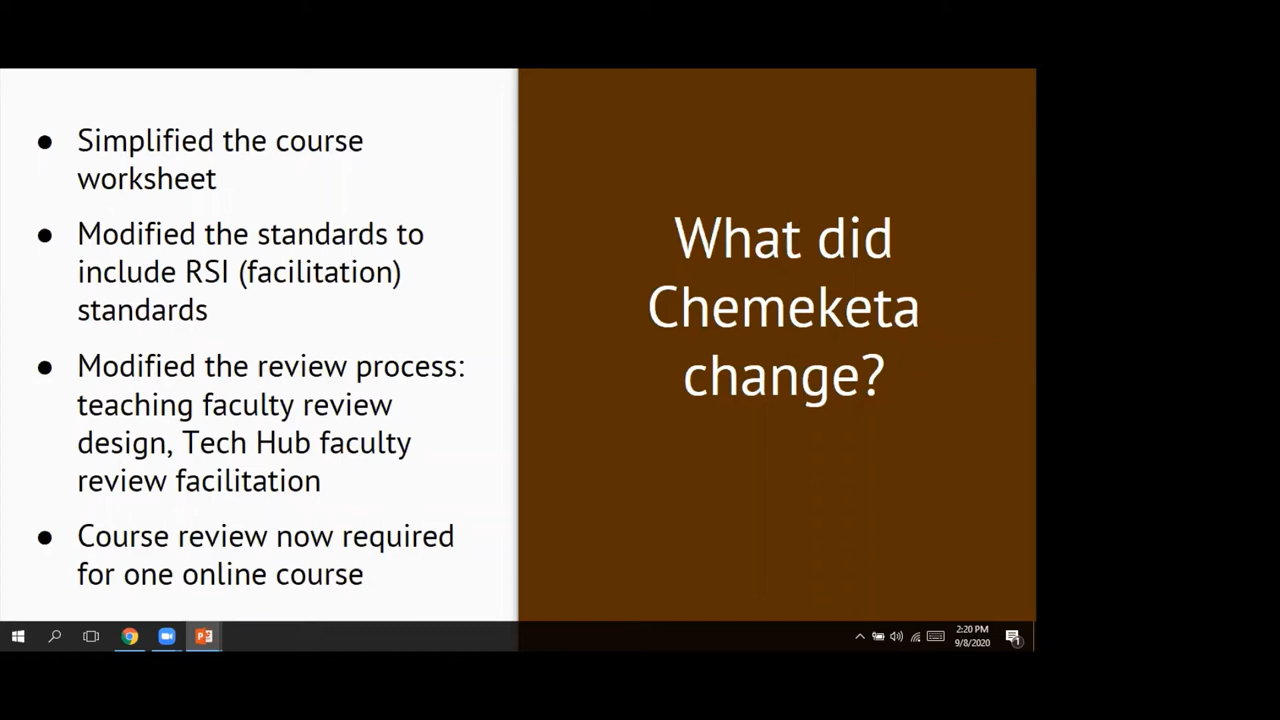 ● Simplified the course
worksheet
● Modified the standards to
include RSI (facilitation)
standards
● Modified the review process:
teaching faculty review
design, Tech Hub faculty
review facilitation
● Course review now required
for one online course
What did
Chemeketa
change?
2:20 PM
9/8/2020